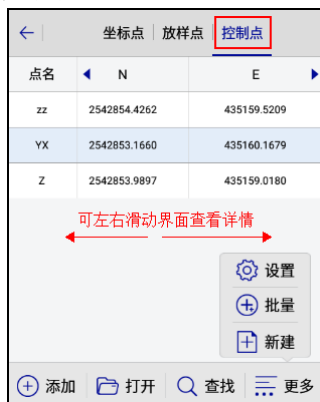 坐标点 放样点 控制点
点名 N E
zz 2542854.4262 435159.5209
YX 2542853.1660 435160.1679
Z 2542853.9897 435159.0180
可左右滑动界面查看详情
设置
批量
新建
添加 打开 查找 更多